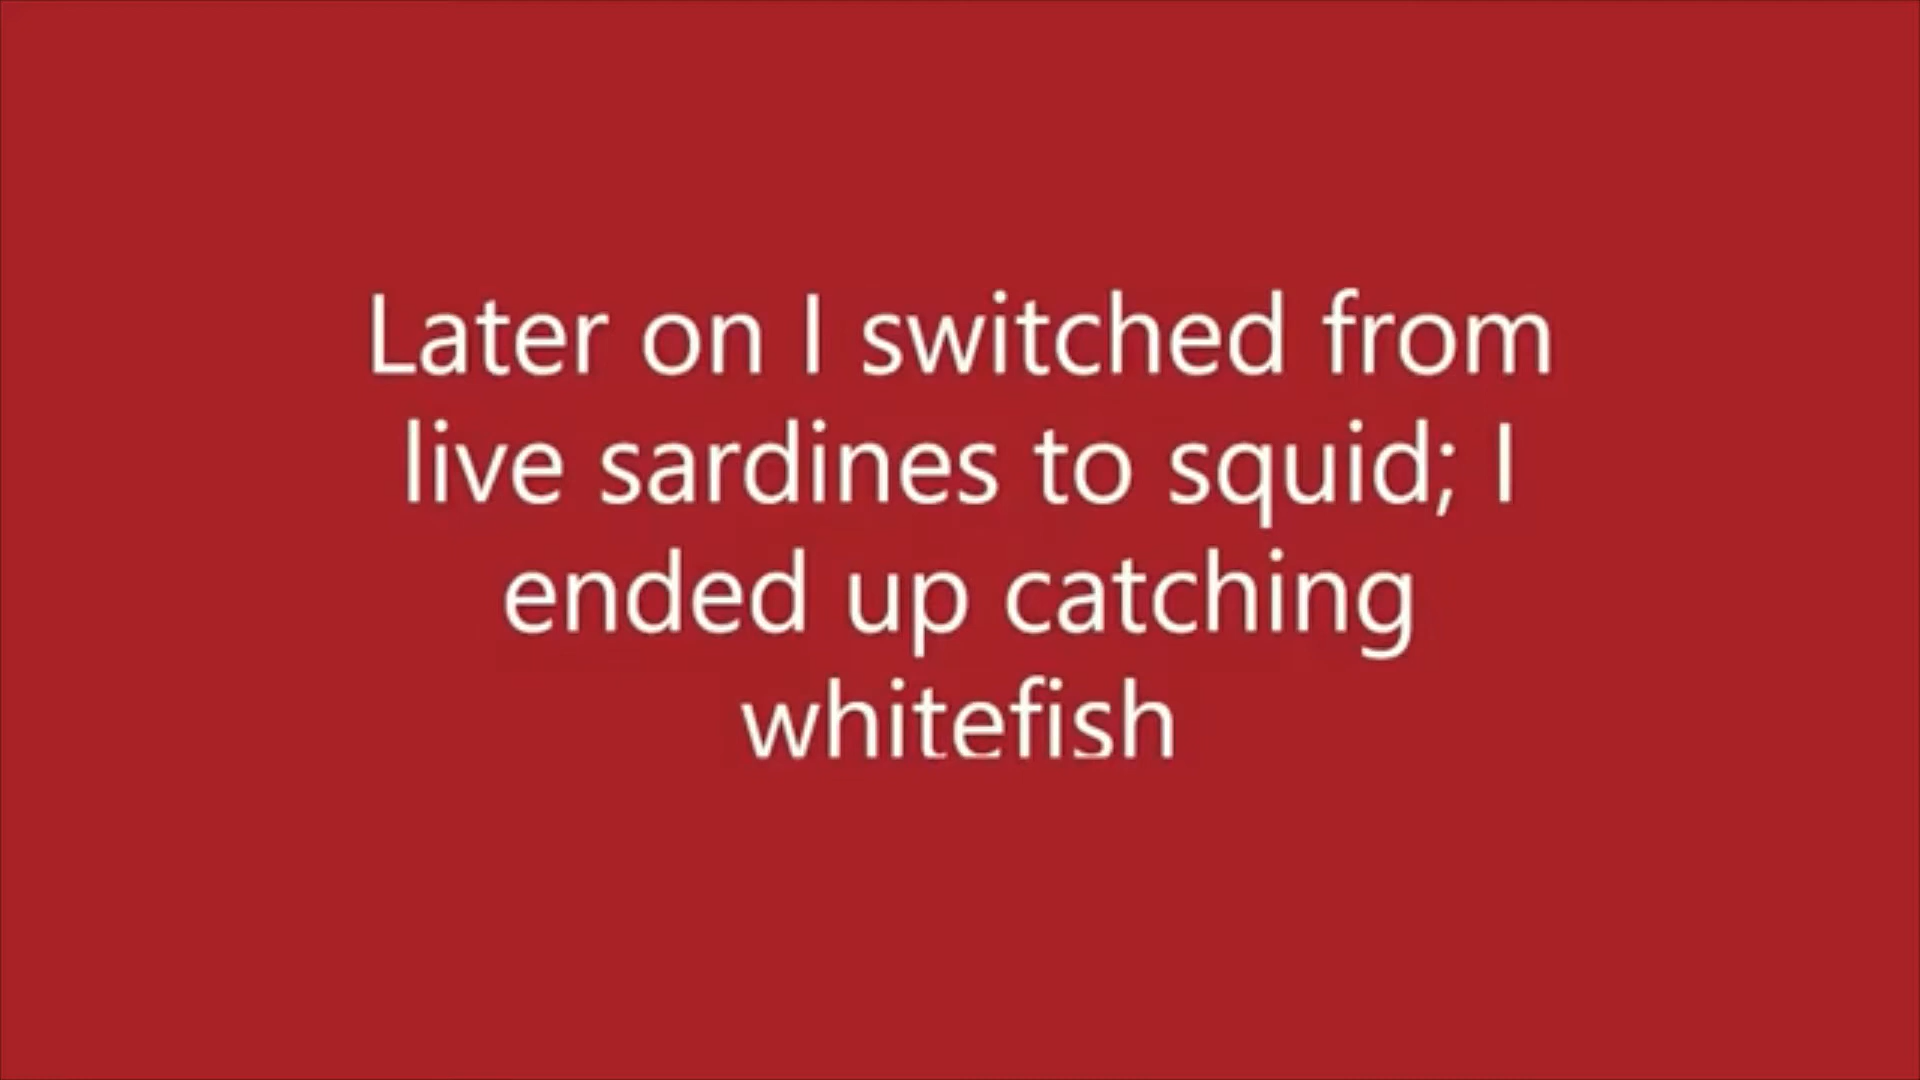 Later on I switched from
live sardines to squid; I
ended up catching
whitefish